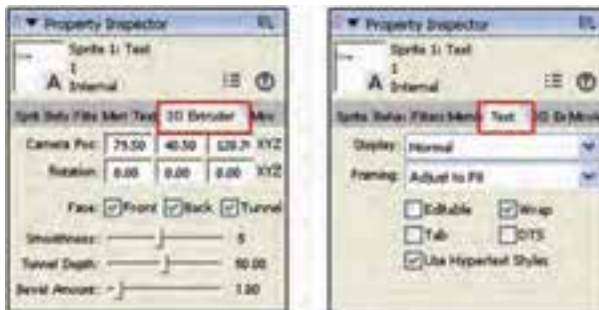 Property Inspector
Sprite 1: Text
1
Internal
3D Extruder
Camera Pos: 79.50 40.50 XYZ
Rotation: 0.00 0.00 0.00 XYZ
Face: Front Back Tunnel
Smoothness: 5
Tunnel Depth: 50.00
Bevel Amount: 1.00
Property Inspector
Sprite 1: Text
1
Internal
Text
Display: Normal
Framing: Adjust to Fit
Editable Wrap
Tab DTS
Use Hypertext Styles